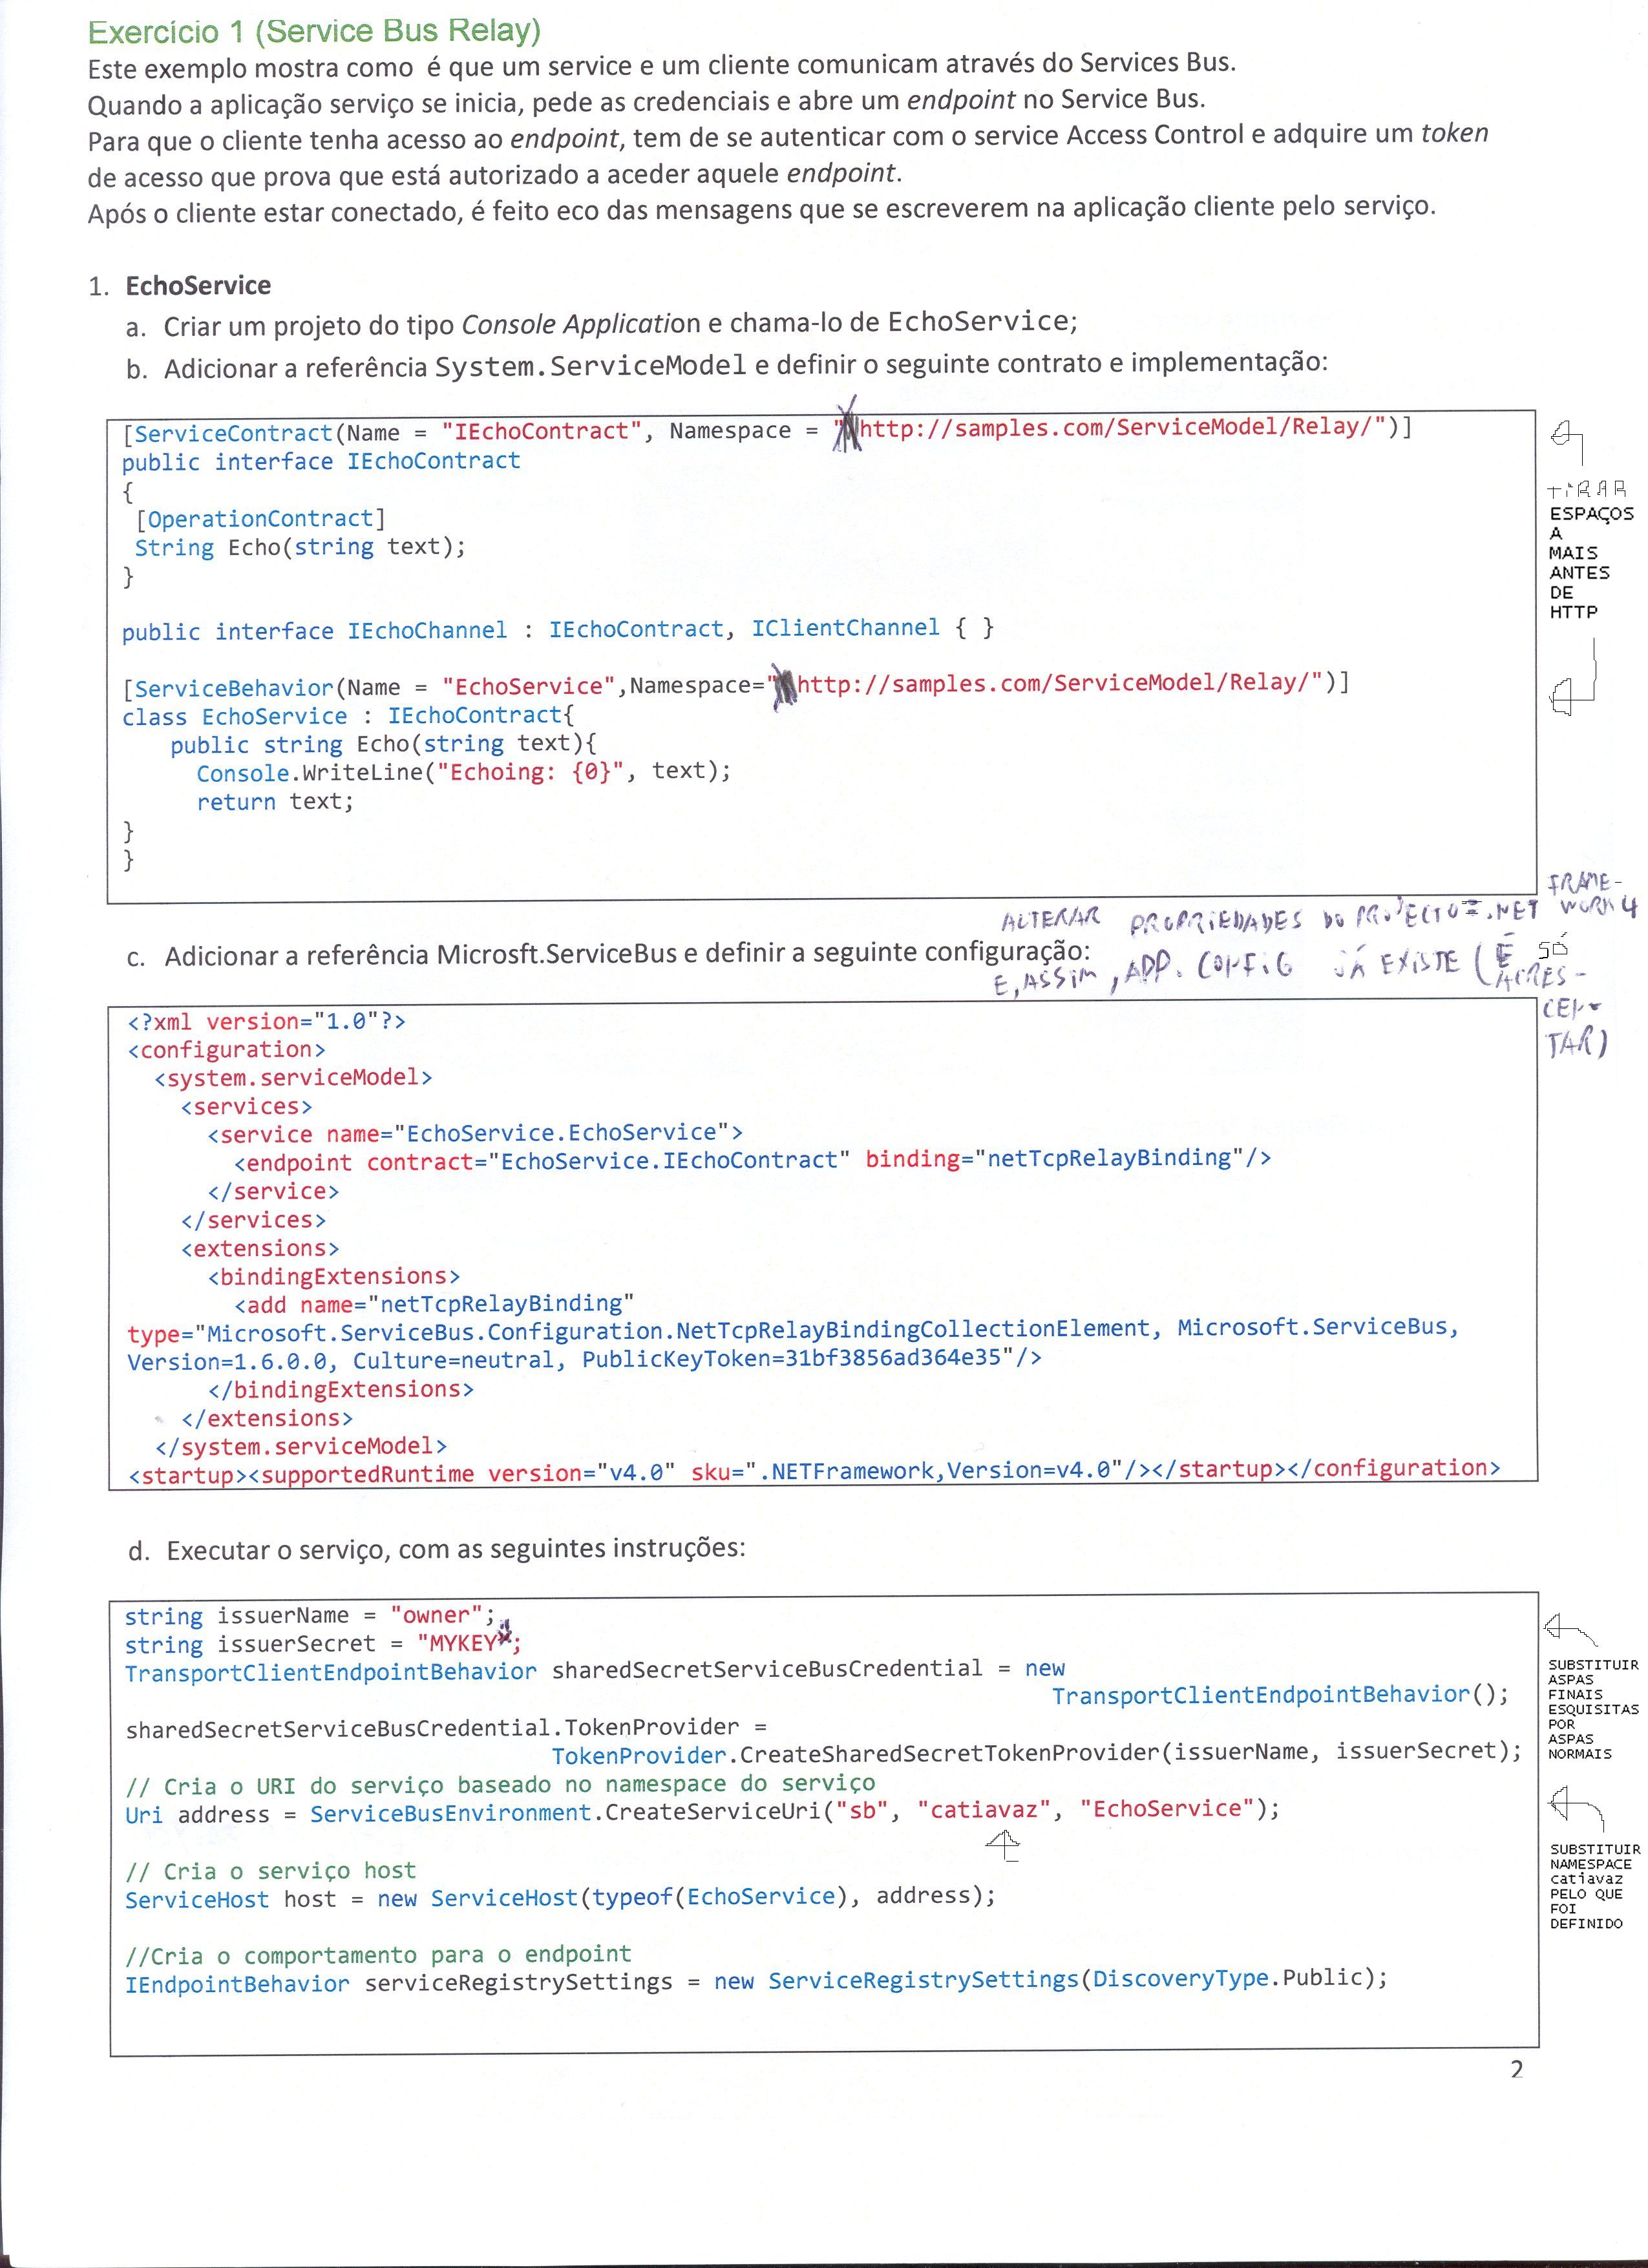 Exercício 1 (Service Bus Relay)
Este exemplo mostra como é que um service e um cliente comunicam através do Services Bus.
Quando a aplicação serviço se inicia, pede as credenciais e abre um endpoint no Service Bus.
Para que o cliente tenha acesso ao endpoint, tem de se autenticar com o service Access Control e adquire um token
de acesso que prova que está autorizado a aceder aquele endpoint.
Após o cliente estar conectado, é feito eco das mensagens que se escreverem na aplicação cliente pelo serviço.
1. EchoService
a. Criar um projeto do tipo Console Application e chama-lo de EchoService;
b. Adicionar a referência System.ServiceModel e definir o seguinte contrato e implementação:
[ServiceContract(Name = "IEchoContract", Namespace = "http://samples.com/ServiceModel/Relay/")]
public interface IEchoContract
{
[OperationContract]
String Echo(string text);
}
public interface IEchoChannel : IEchoContract, IClientChannel { }
[ServiceBehavior(Name = "EchoService",Namespace="http://samples.com/ServiceModel/Relay/")]
class EchoService : IEchoContract{
public string Echo(string text){
Console.WriteLine("Echoing: {0}", text);
return text;
}
}
TIRAR
ESPAÇOS
A
MAIS
ANTES
DE
HTTP
ALTERAR PROPRIEDADES DO PROJECTO = .NET FRAME-
WORK 4
c. Adicionar a referência Microsft.ServiceBus e definir a seguinte configuração:
E, ASSIM, APP.CONFIG JÁ EXISTE (É SÓ
ACRES-
CEN-
TAR)
<?xml version="1.0"?>
<configuration>
<system.serviceModel>
<services>
<service name="EchoService.EchoService">
<endpoint contract="EchoService.IEchoContract" binding="netTcpRelayBinding"/>
</service>
</services>
<extensions>
<bindingExtensions>
<add name="netTcpRelayBinding"
type="Microsoft.ServiceBus.Configuration.NetTcpRelayBindingCollectionElement, Microsoft.ServiceBus,
Version=1.6.0.0, Culture=neutral, PublicKeyToken=31bf3856ad364e35"/>
</bindingExtensions>
</extensions>
</system.serviceModel>
<startup><supportedRuntime version="v4.0" sku=".NETFramework,Version=v4.0"/></startup></configuration>
d. Executar o serviço, com as seguintes instruções:
string issuerName = "owner";
string issuerSecret = "MYKEY";
TransportClientEndpointBehavior sharedSecretServiceBusCredential = new
TransportClientEndpointBehavior();
sharedSecretServiceBusCredential.TokenProvider =
TokenProvider.CreateSharedSecretTokenProvider(issuerName, issuerSecret);
// Cria o URI do serviço baseado no namespace do serviço
Uri address = ServiceBusEnvironment.CreateServiceUri("sb", "catiavaz", "EchoService");
// Cria o serviço host
ServiceHost host = new ServiceHost(typeof(EchoService), address);
//Cria o comportamento para o endpoint
IEndpointBehavior serviceRegistrySettings = new ServiceRegistrySettings(DiscoveryType.Public);
SUBSTITUIR
ASPAS
FINAIS
ESQUISITAS
POR
ASPAS
NORMAIS
SUBSTITUIR
NAMESPACE
catiavaz
PELO QUE
FOI
DEFINIDO
2